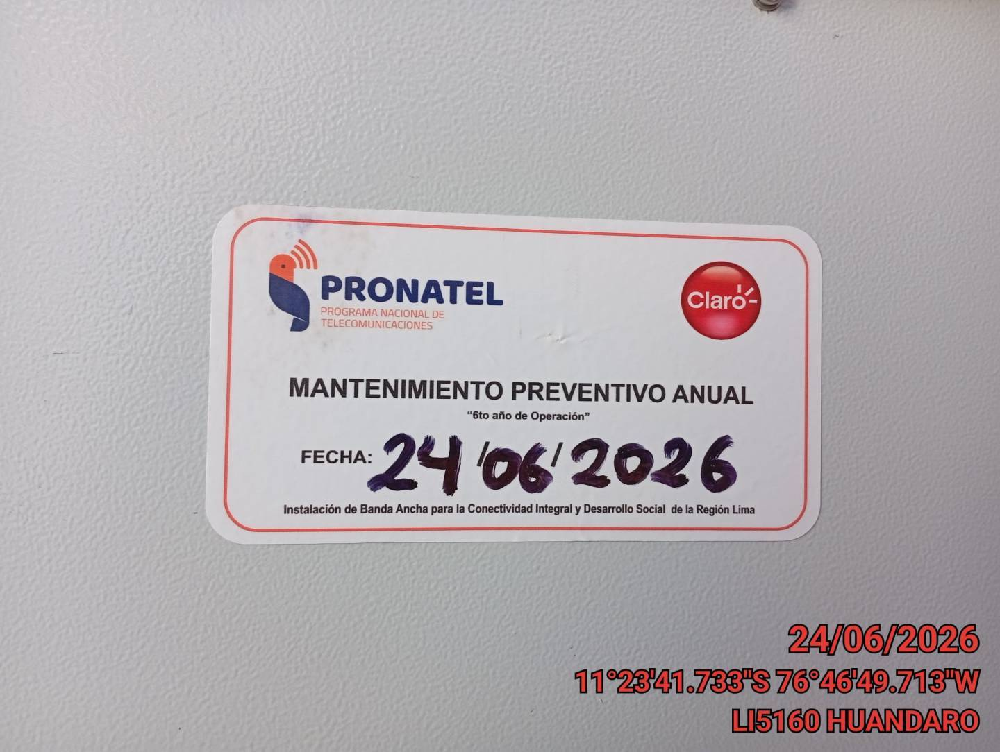 PRONATEL
PROGRAMA NACIONAL DE
TELECOMUNICACIONES
Claro
MANTENIMIENTO PREVENTIVO ANUAL
“6to año de Operación”
FECHA: 24/06/2026
Instalación de Banda Ancha para la Conectividad Integral y Desarrollo Social de la Región Lima
24/06/2026
11°23'41.733"S 76°46'49.713"W
LI5160 HUANDARO